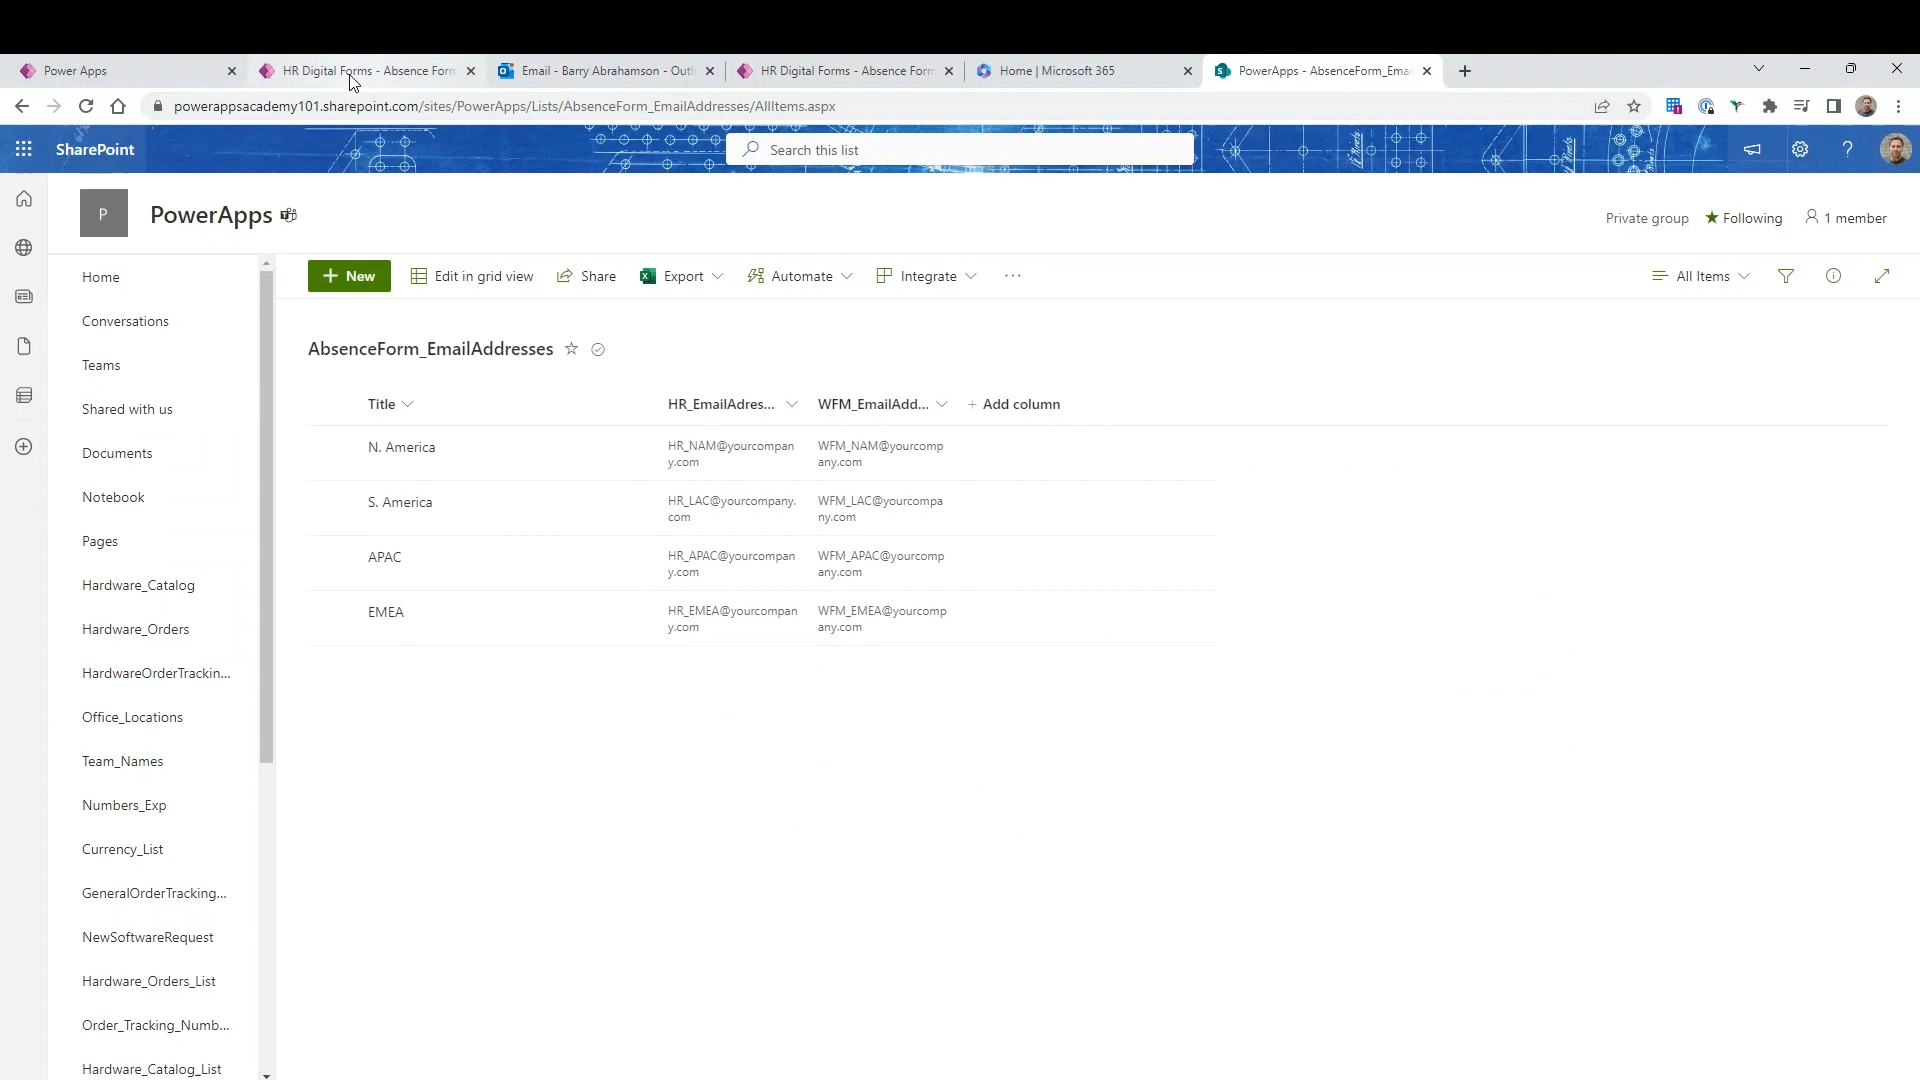 Power Apps
HR Digital Forms - Absence Form
Email - Barry Abrahamson - Outl
HR Digital Forms - Absence Form
Home | Microsoft 365
PowerApps - AbsenceForm_Emai
powerappsacademy101.sharepoint.com/sites/PowerApps/Lists/AbsenceForm_EmailAddresses/AllItems.aspx
SharePoint
Search this list
P
PowerApps
Private group
Following
1 member
Home
Conversations
Teams
Shared with us
Documents
Notebook
Pages
Hardware_Catalog
Hardware_Orders
HardwareOrderTrackin...
Office_Locations
Team_Names
Numbers_Exp
Currency_List
GeneralOrderTracking...
NewSoftwareRequest
Hardware_Orders_List
Order_Tracking_Numb...
Hardware_Catalog_List
New
Edit in grid view
Share
Export
Automate
Integrate
All Items
AbsenceForm_EmailAddresses
Title
HR_EmailAdres...
WFM_EmailAdd...
Add column
N. America
HR_NAM@yourcompan
y.com
WFM_NAM@yourcomp
any.com
S. America
HR_LAC@yourcompany.
com
WFM_LAC@yourcompa
ny.com
APAC
HR_APAC@yourcompan
y.com
WFM_APAC@yourcomp
any.com
EMEA
HR_EMEA@yourcompan
y.com
WFM_EMEA@yourcomp
any.com